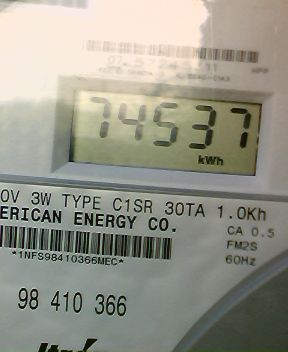 74537
kWh
0V 3W TYPE C1SR 30TA 1.0Kh
ERICAN ENERGY CO.
CA 0.5
FM2S
*1NFS98410366MEC*
60Hz
98 410 366